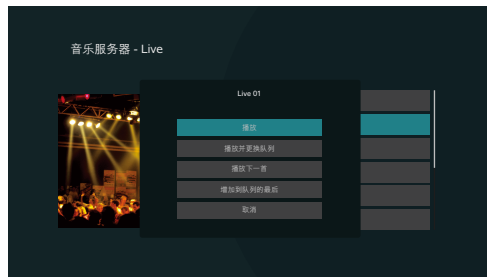 音乐服务器 - Live
Live 01
播放
播放并更换队列
播放下一首
增加到队列的最后
取消